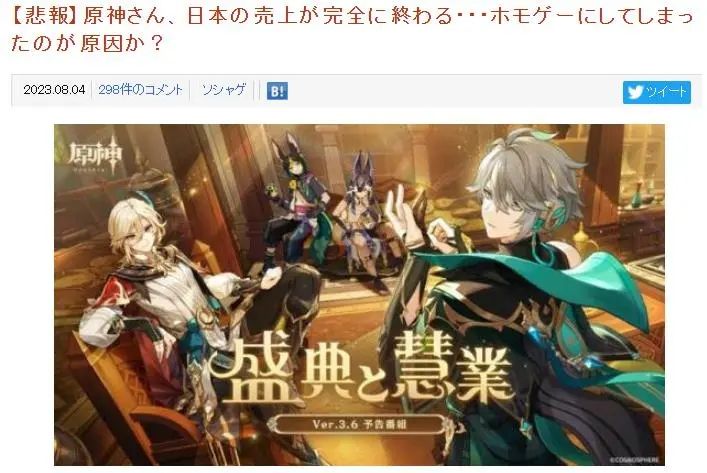 【悲報】原神さん、日本の売上が完全に終わる･･･ホモゲーにしてしまっ
たのが原因か？
2023.08.04 298件のコメント ソシャゲ B! ツイート
原神
盛典と慧業
Ver.3.6 予告番組
©COGNOSPHERE